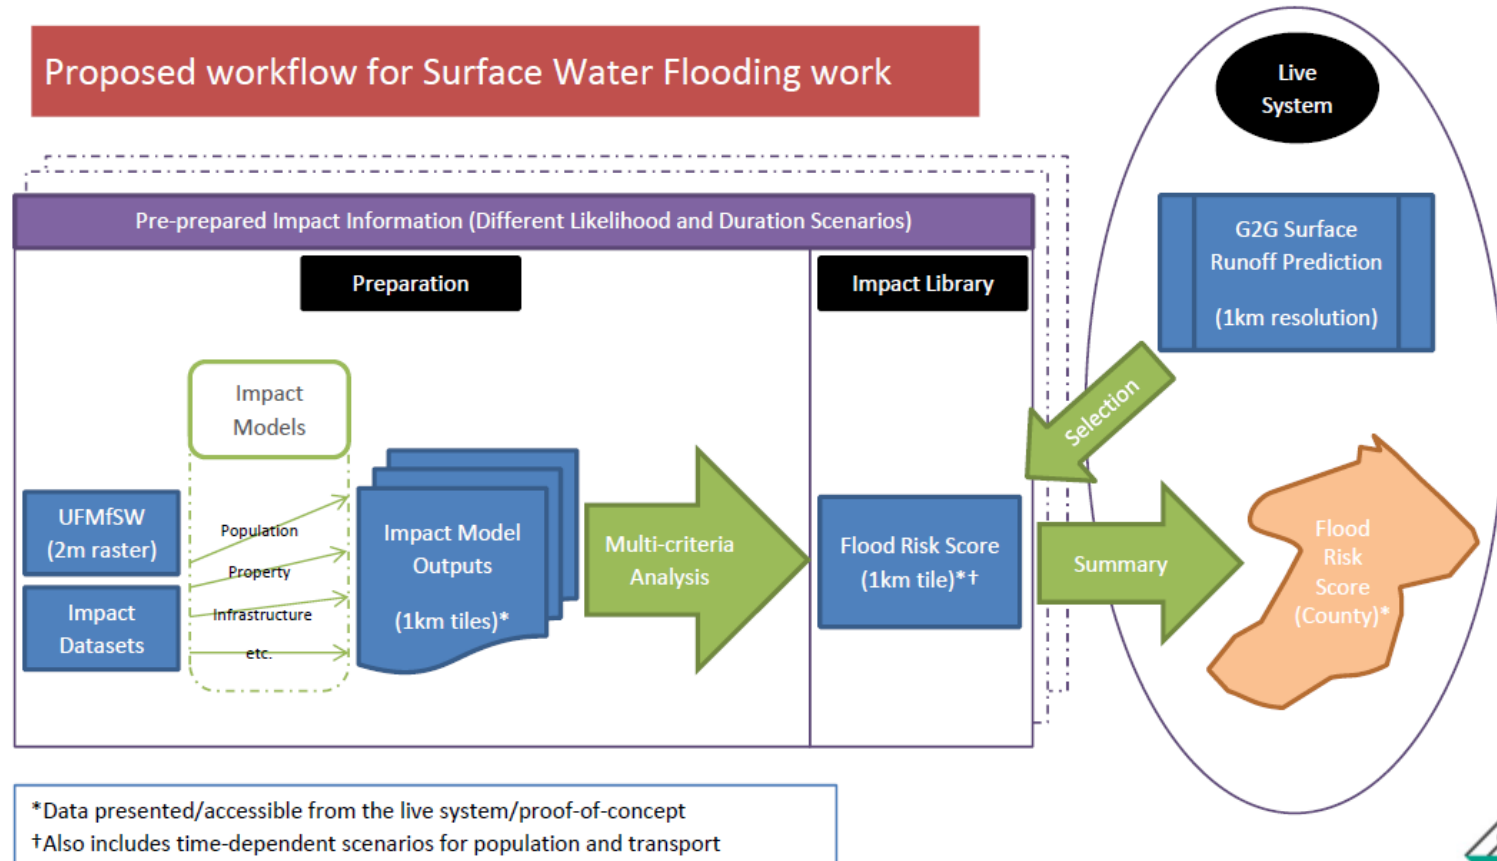 Proposed workflow for Surface Water Flooding work
Live
System
Pre-prepared Impact Information (Different Likelihood and Duration Scenarios)
G2G Surface
Runoff Prediction
(1km resolution)
Preparation
Impact Library
Impact
Models
Selection
UFMfSW
(2m raster)
Impact
Datasets
Population
Property
Infrastructure
etc.
Impact Model
Outputs
(1km tiles)*
Multi-criteria
Analysis
Flood Risk Score
(1km tile)*†
Summary
Flood
Risk
Score
(County)*
*Data presented/accessible from the live system/proof-of-concept
†Also includes time-dependent scenarios for population and transport